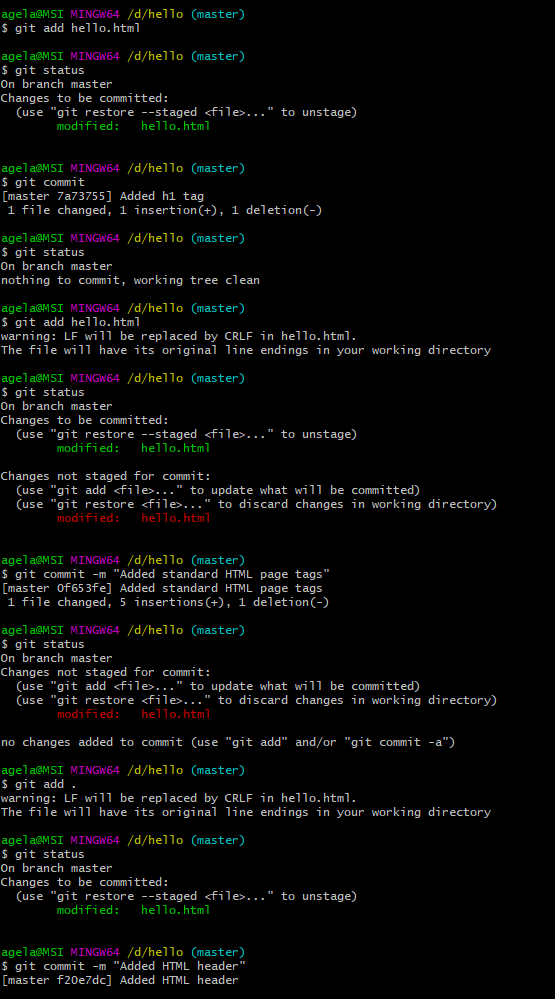 agela@MSI MINGW64 /d/hello (master)
$ git add hello.html

agela@MSI MINGW64 /d/hello (master)
$ git status
On branch master
Changes to be committed:
  (use "git restore --staged <file>..." to unstage)
        modified:   hello.html


agela@MSI MINGW64 /d/hello (master)
$ git commit
[master 7a73755] Added h1 tag
 1 file changed, 1 insertion(+), 1 deletion(-)

agela@MSI MINGW64 /d/hello (master)
$ git status
On branch master
nothing to commit, working tree clean

agela@MSI MINGW64 /d/hello (master)
$ git add hello.html
warning: LF will be replaced by CRLF in hello.html.
The file will have its original line endings in your working directory

agela@MSI MINGW64 /d/hello (master)
$ git status
On branch master
Changes to be committed:
  (use "git restore --staged <file>..." to unstage)
        modified:   hello.html

Changes not staged for commit:
  (use "git add <file>..." to update what will be committed)
  (use "git restore <file>..." to discard changes in working directory)
        modified:   hello.html


agela@MSI MINGW64 /d/hello (master)
$ git commit -m "Added standard HTML page tags"
[master 0f653fe] Added standard HTML page tags
 1 file changed, 5 insertions(+), 1 deletion(-)

agela@MSI MINGW64 /d/hello (master)
$ git status
On branch master
Changes not staged for commit:
  (use "git add <file>..." to update what will be committed)
  (use "git restore <file>..." to discard changes in working directory)
        modified:   hello.html

no changes added to commit (use "git add" and/or "git commit -a")

agela@MSI MINGW64 /d/hello (master)
$ git add .
warning: LF will be replaced by CRLF in hello.html.
The file will have its original line endings in your working directory

agela@MSI MINGW64 /d/hello (master)
$ git status
On branch master
Changes to be committed:
  (use "git restore --staged <file>..." to unstage)
        modified:   hello.html


agela@MSI MINGW64 /d/hello (master)
$ git commit -m "Added HTML header"
[master f20e7dc] Added HTML header